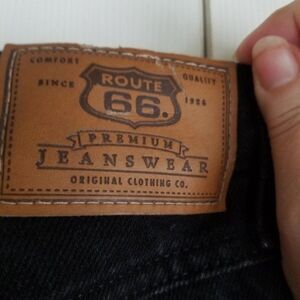 COMFORT QUALITY
SINCE 1926
ROUTE
66.
PREMIUM
JEANSWEAR
ORIGINAL CLOTHING CO.